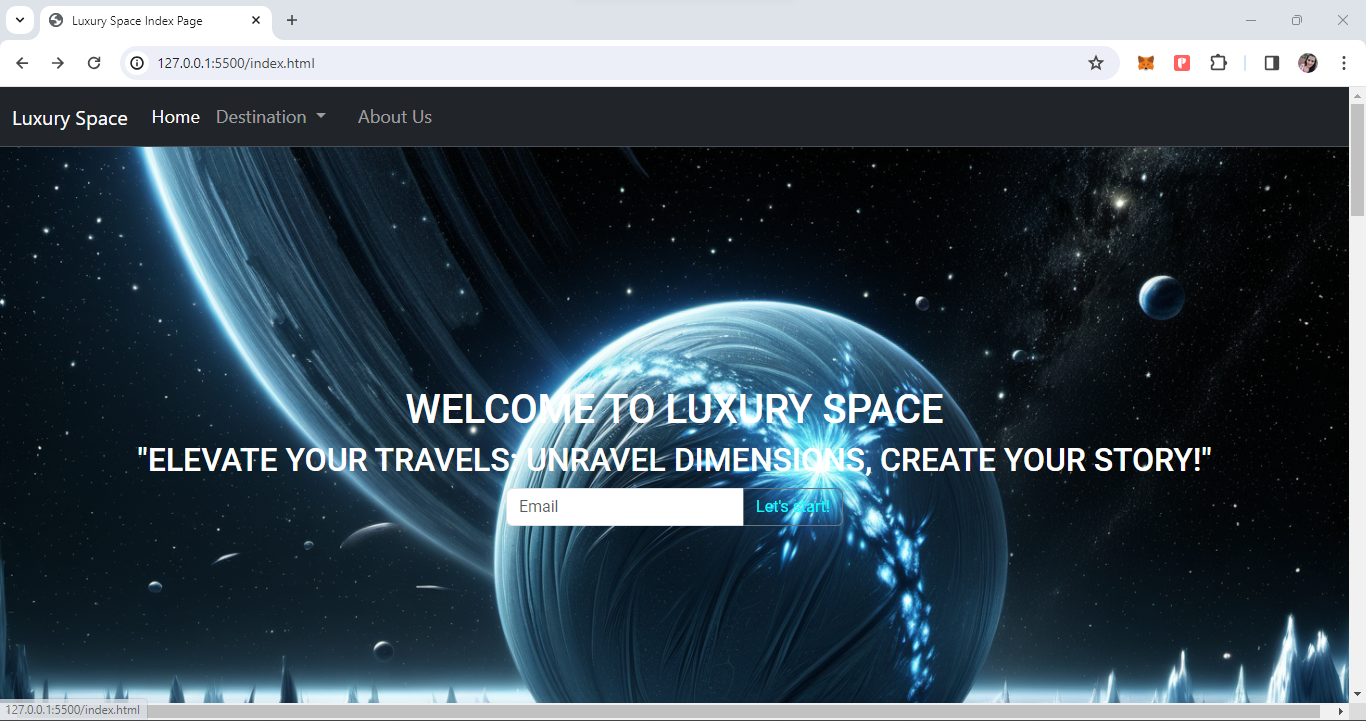 Luxury Space Index Page
127.0.0.1:5500/index.html
Luxury Space Home Destination About Us
WELCOME TO LUXURY SPACE
"ELEVATE YOUR TRAVELS: UNRAVEL DIMENSIONS, CREATE YOUR STORY!"
Email Let's start!
127.0.0.1:5500/index.html